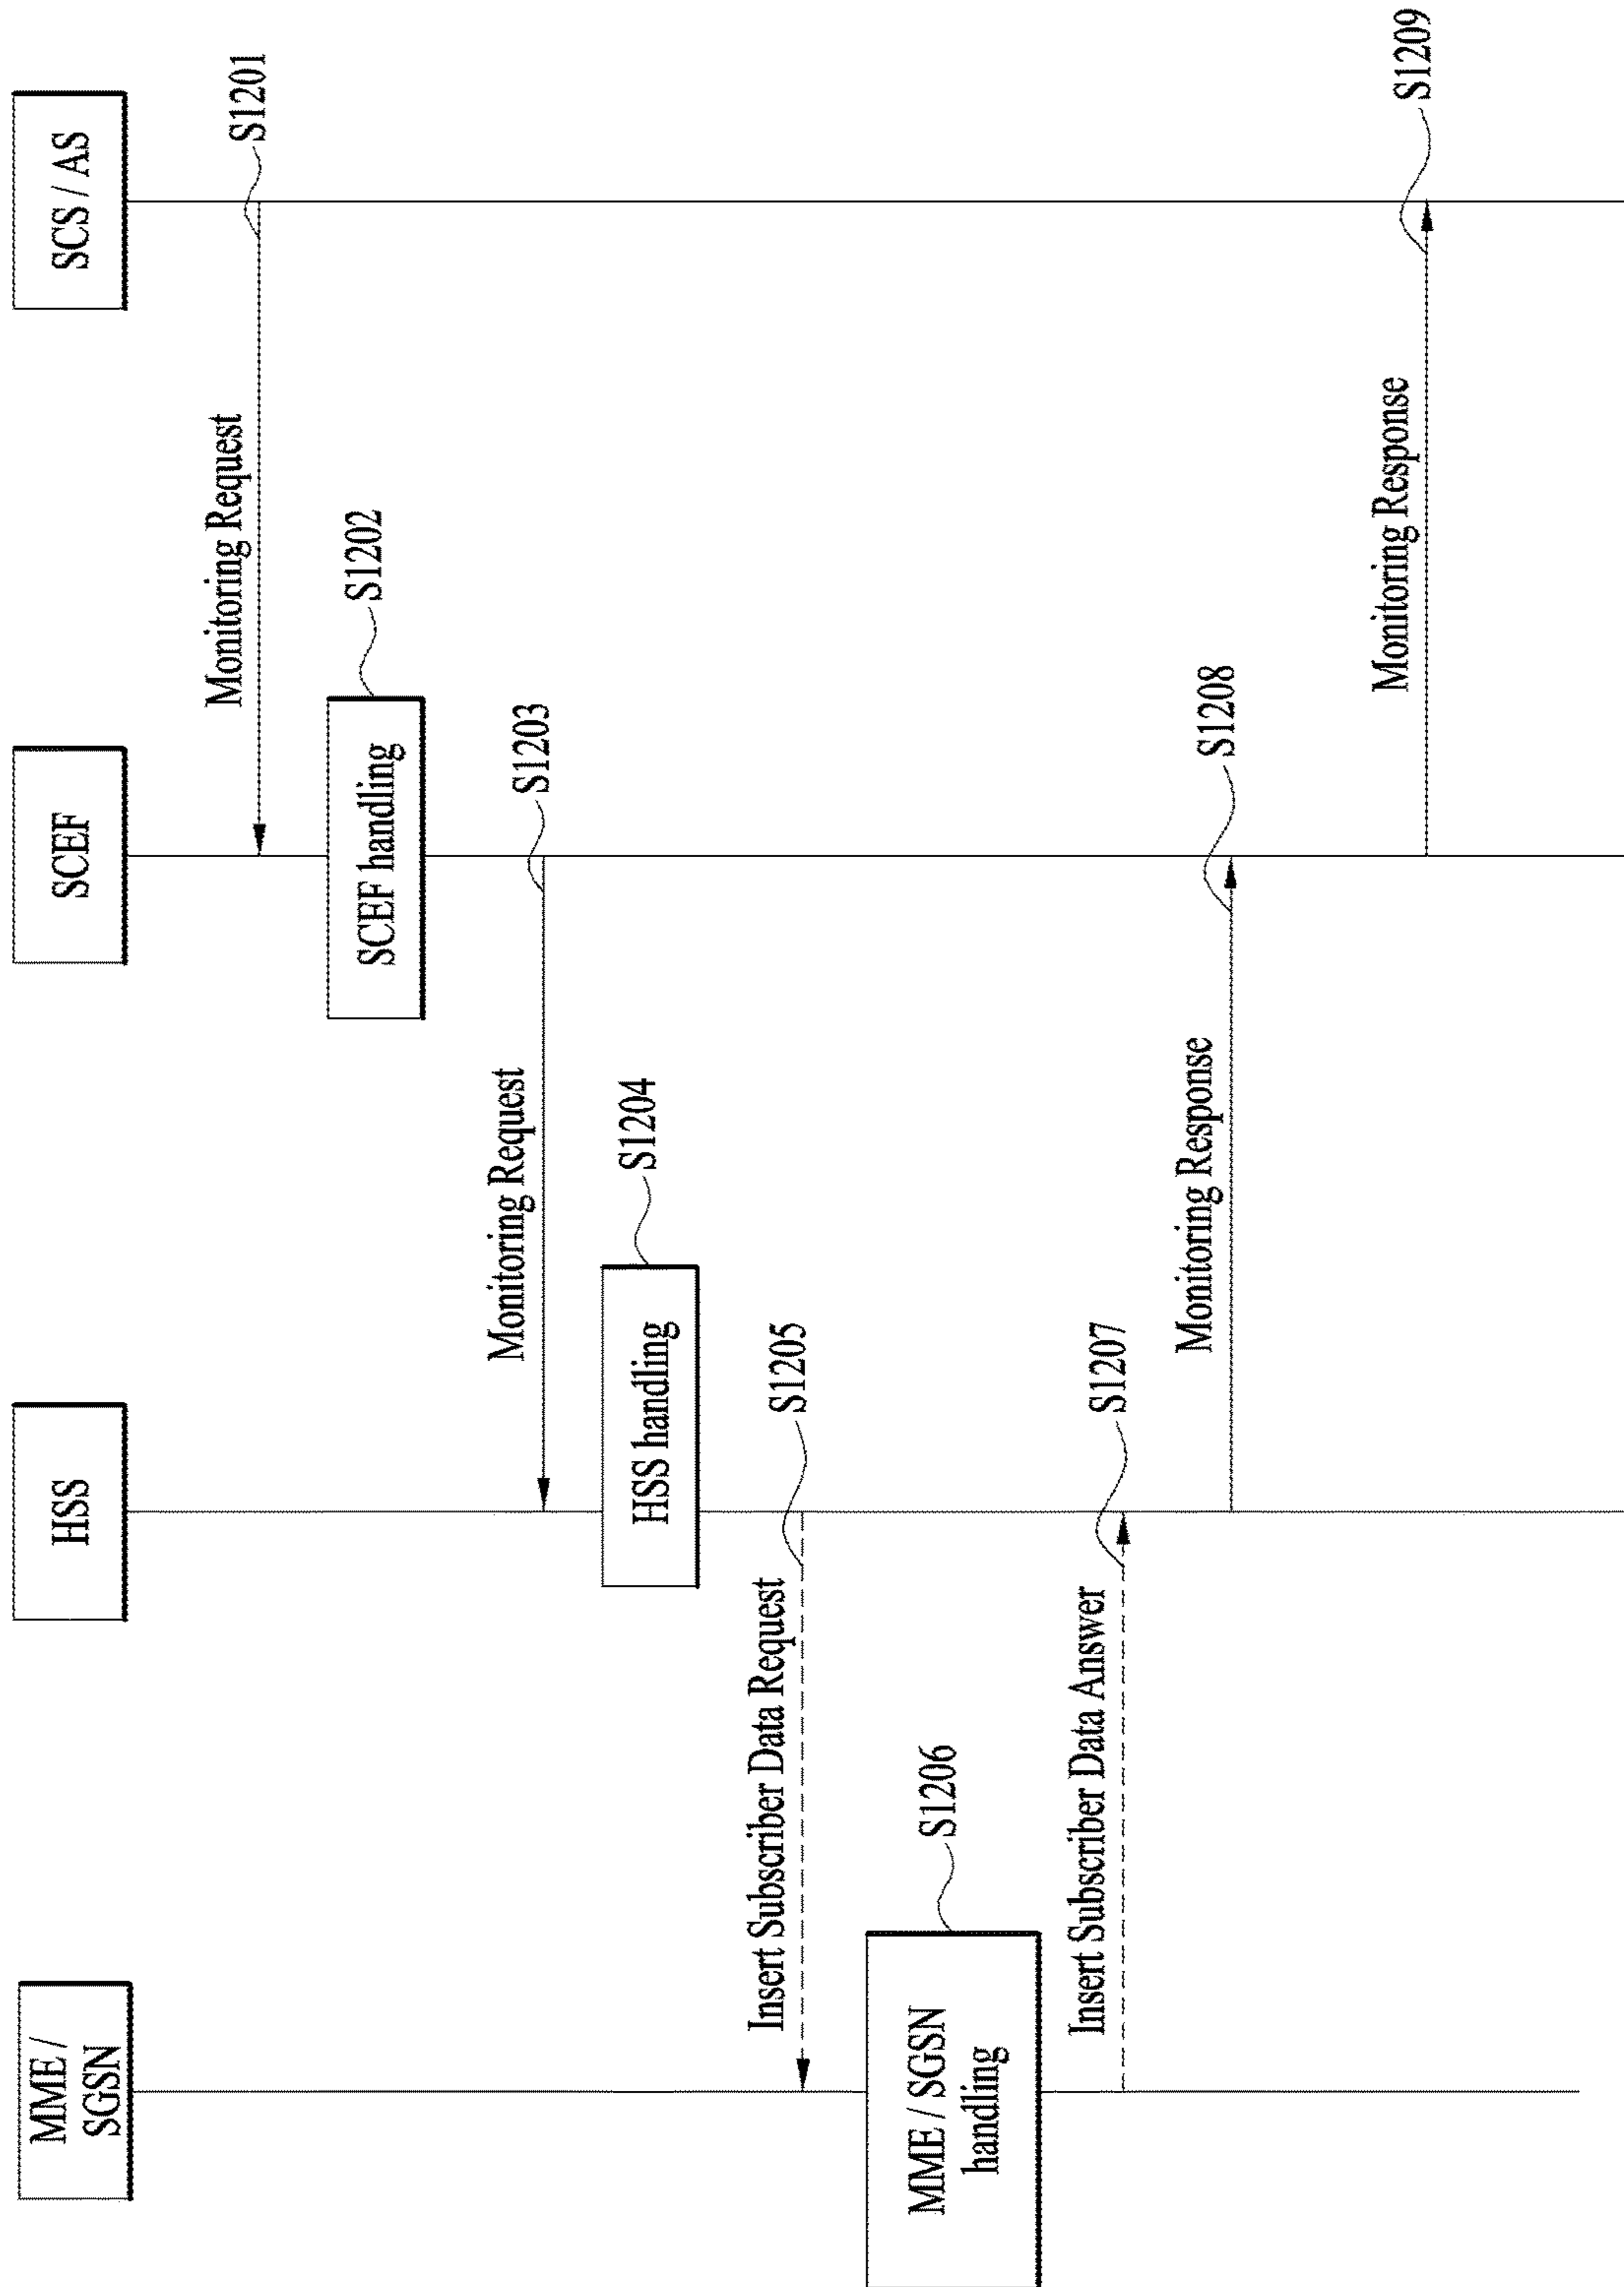 MME /
SGSN
HSS
SCEF
SCS / AS
Monitoring Request
S1201
SCEF handling
S1202
Monitoring Request
S1203
HSS handling
S1204
Insert Subscriber Data Request
S1205
MME / SGSN
handling
S1206
Insert Subscriber Data Answer
S1207
Monitoring Response
S1208
Monitoring Response
S1209